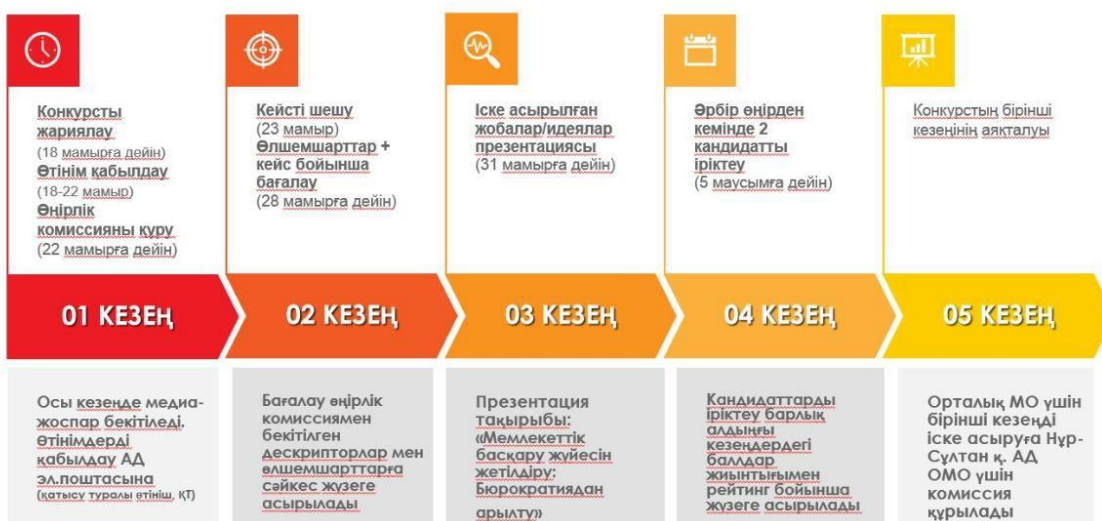 Конкурсты
жариялау
(18 мамырға дейін)
Өтінім қабылдау
(18-22 мамыр)
Өңірлік
комиссияны құру
(22 мамырға дейін)
Кейсті шешу
(23 мамыр)
Өлшемшарттар +
кейс бойынша
бағалау
(28 мамырға дейін)
Іске асырылған
жобалар/идеялар
презентациясы
(31 мамырға дейін)
Әрбір өңірден
кемінде 2
кандидатты
іріктеу
(5 маусымға дейін)
Конкурстың бірінші
кезеңінің аяқталуы
01 КЕЗЕҢ
02 КЕЗЕҢ
03 КЕЗЕҢ
04 КЕЗЕҢ
05 КЕЗЕҢ
Осы кезеңде медиа-
жоспар бекітіледі.
Өтінімдерді
қабылдау АД
эл.поштасына
(қатысу туралы өтініш, ҚТ)
Бағалау өңірлік
комиссиямен
бекітілген
дескрипторлар мен
өлшемшарттарға
сәйкес жүзеге
асырылады
Презентация
тақырыбы:
«Мемлекеттік
басқару жүйесін
жетілдіру:
Бюрократиядан
арылту»
Кандидаттарды
іріктеу барлық
алдыңғы
кезеңдердегі
баллдар
жиынтығымен
рейтинг бойынша
жүзеге асырылады
Орталық МО үшін
бірінші кезеңді
іске асыруға Нұр-
Сұлтан қ. АД
ОМО үшін
комиссия
құрылады